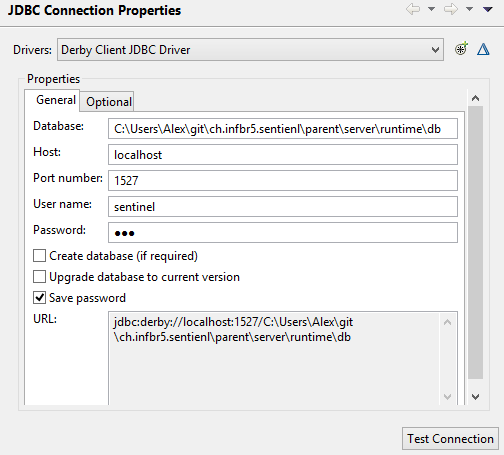 JDBC Connection Properties
Drivers: Derby Client JDBC Driver
Properties
General Optional
Database: C:\Users\Alex\git\ch.infbr5.sentienl\parent\server\runtime\db
Host: localhost
Port number: 1527
User name: sentinel
Password: ●●●
Create database (if required)
Upgrade database to current version
Save password
URL: jdbc:derby://localhost:1527/C:\Users\Alex\git
\ch.infbr5.sentienl\parent\server\runtime\db
Test Connection